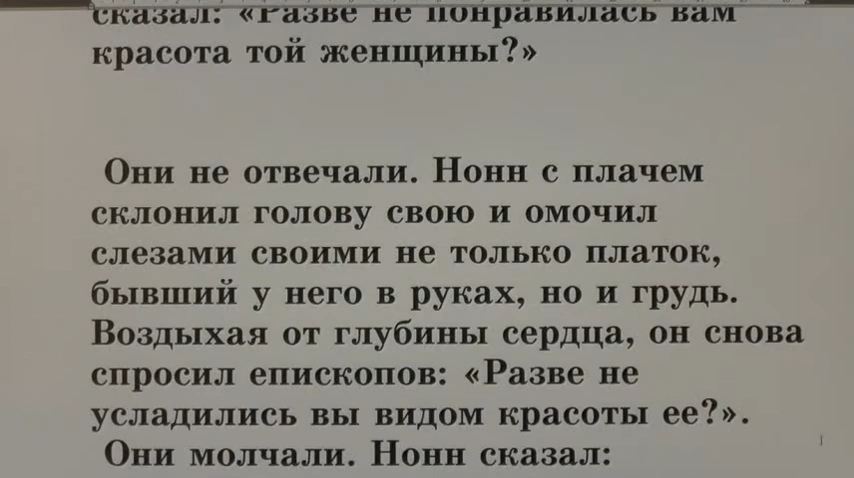 сказал: «Разве не понравилась вам
красота той женщины?»
Они не отвечали. Нонн с плачем
склонил голову свою и омочил
слезами своими не только платок,
бывший у него в руках, но и грудь.
Воздыхая от глубины сердца, он снова
спросил епископов: «Разве не
усладились вы видом красоты ее?».
Они молчали. Нонн сказал: